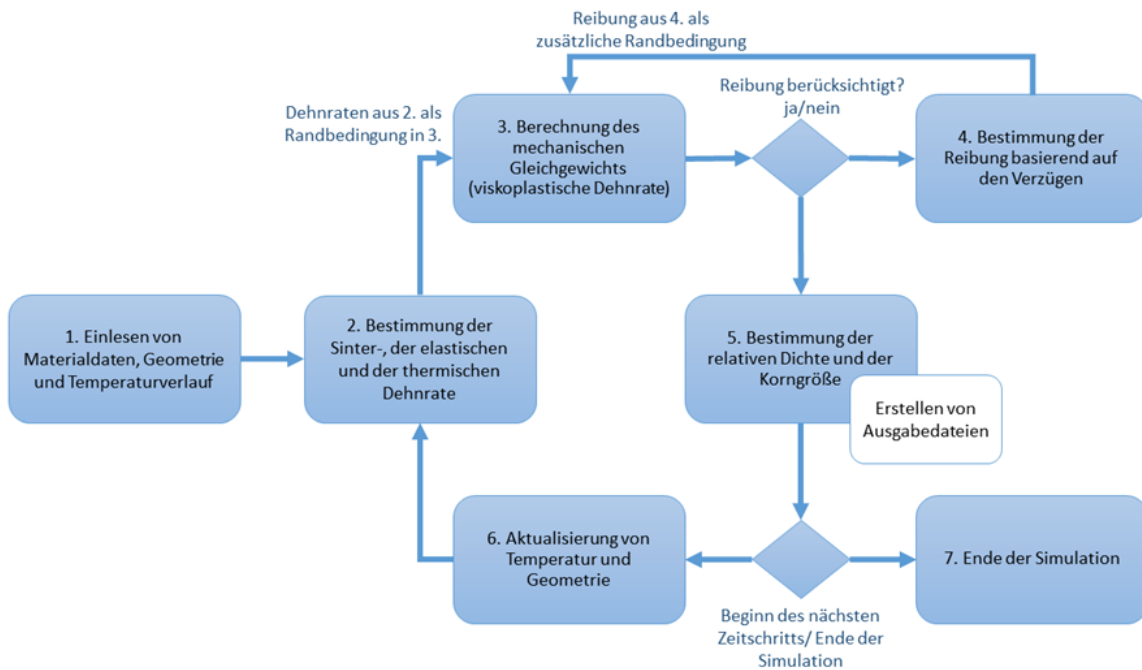 Reibung aus 4. als
zusätzliche Randbedingung
Reibung berücksichtigt?
ja/nein
Dehnraten aus 2. als
Randbedingung in 3.
3. Berechnung des
mechanischen
Gleichgewichts
(viskoplastische Dehnrate)
4. Bestimmung der
Reibung basierend auf
den Verzügen
1. Einlesen von
Materialdaten, Geometrie
und Temperaturverlauf
2. Bestimmung der
Sinter-, der elastischen
und der thermischen
Dehnrate
5. Bestimmung der
relativen Dichte und der
Korngröße
Erstellen von
Ausgabedateien
6. Aktualisierung von
Temperatur und
Geometrie
7. Ende der Simulation
Beginn des nächsten
Zeitschritts/ Ende der
Simulation